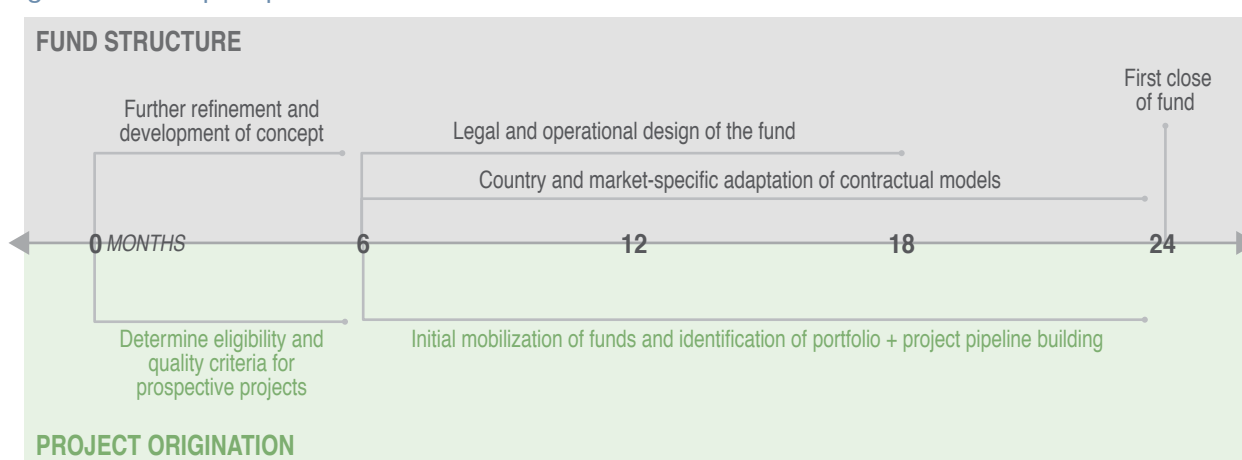 FUND STRUCTURE
First close
of fund
Further refinement and
development of concept
Legal and operational design of the fund
Country and market-specific adaptation of contractual models
0 MONTHS 6 12 18 24
Determine eligibility and
quality criteria for
prospective projects
Initial mobilization of funds and identification of portfolio + project pipeline building
PROJECT ORIGINATION